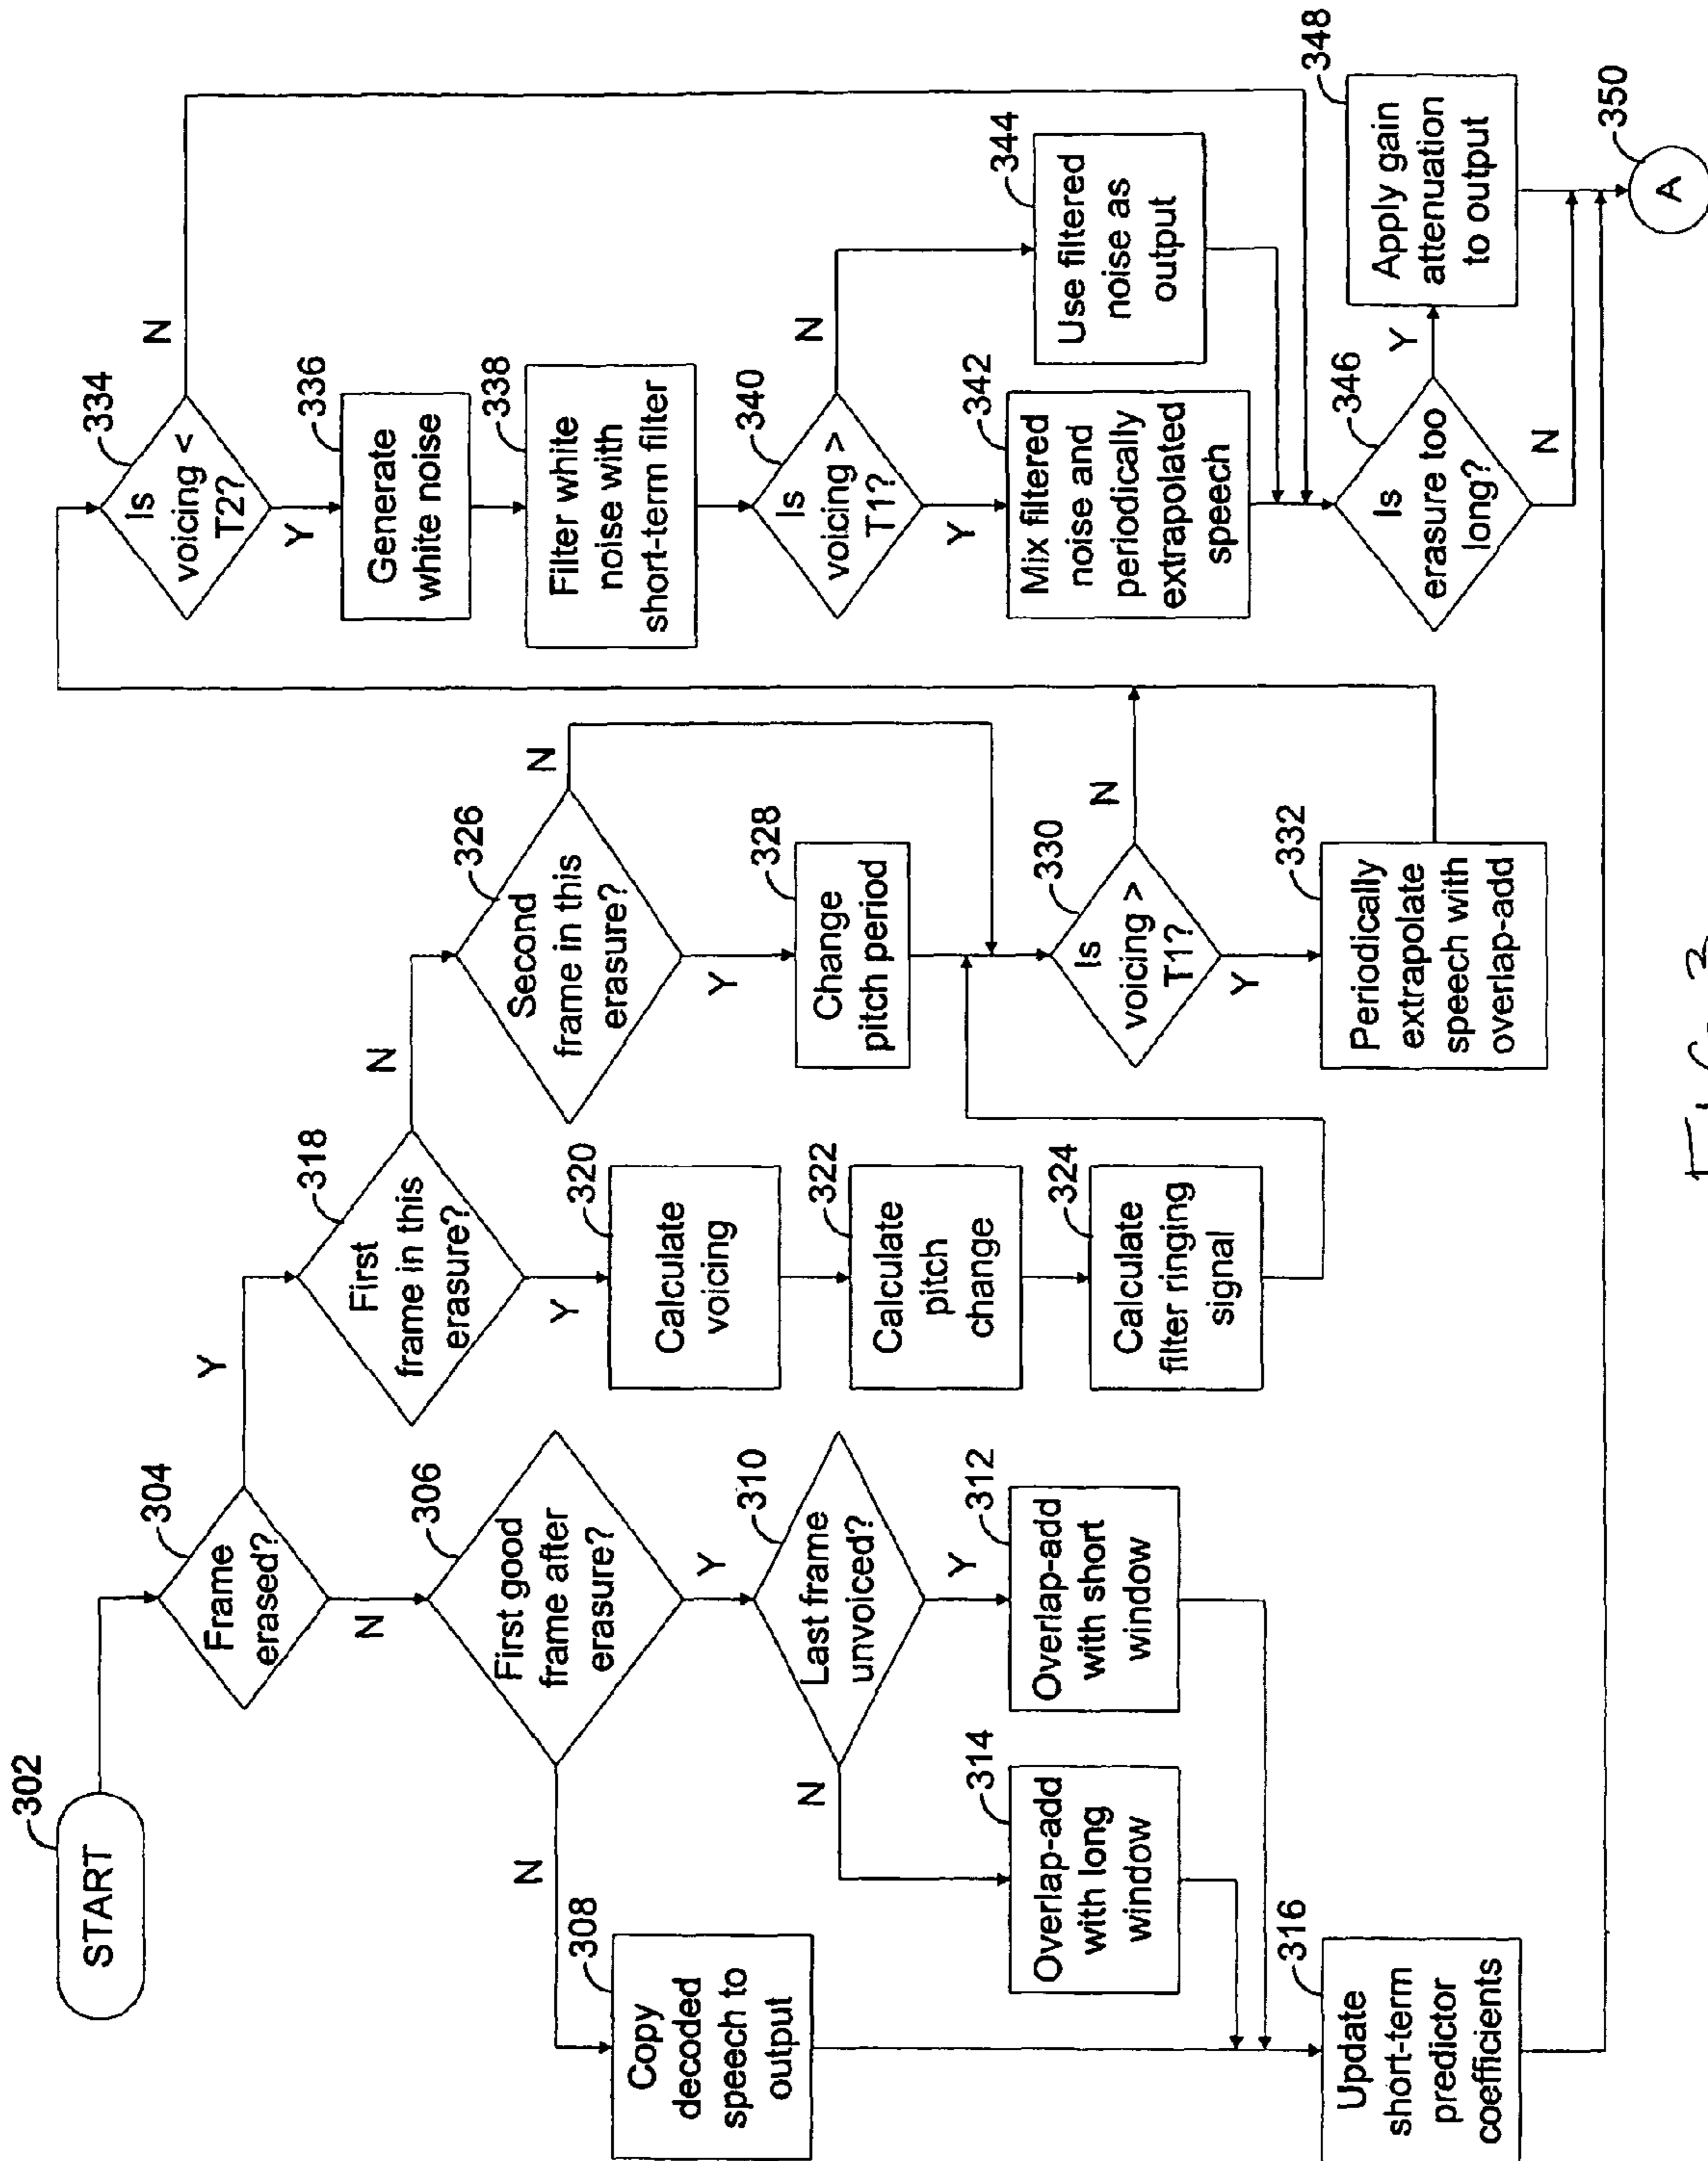 302
START
304
Frame
erased?
Y
N
306
First good
frame after
erasure?
N
Y
308
Copy
decoded
speech to
output
310
Last frame
unvoiced?
N
Y
314
Overlap-add
with long
window
312
Overlap-add
with short
window
316
Update
short-term
predictor
coefficients
318
First
frame in this
erasure?
N
Y
320
Calculate
voicing
322
Calculate
pitch
change
324
Calculate
filter ringing
signal
326
Second
frame in this
erasure?
N
Y
328
Change
pitch period
330
Is
voicing >
T1?
N
Y
332
Periodically
extrapolate
speech with
overlap-add
334
Is
voicing <
T2?
N
Y
336
Generate
white noise
338
Filter white
noise with
short-term filter
340
Is
voicing >
T1?
N
Y
342
Mix filtered
noise and
periodically
extrapolated
speech
344
Use filtered
noise as
output
346
Is
erasure too
long?
Y
N
348
Apply gain
attenuation
to output
350
A